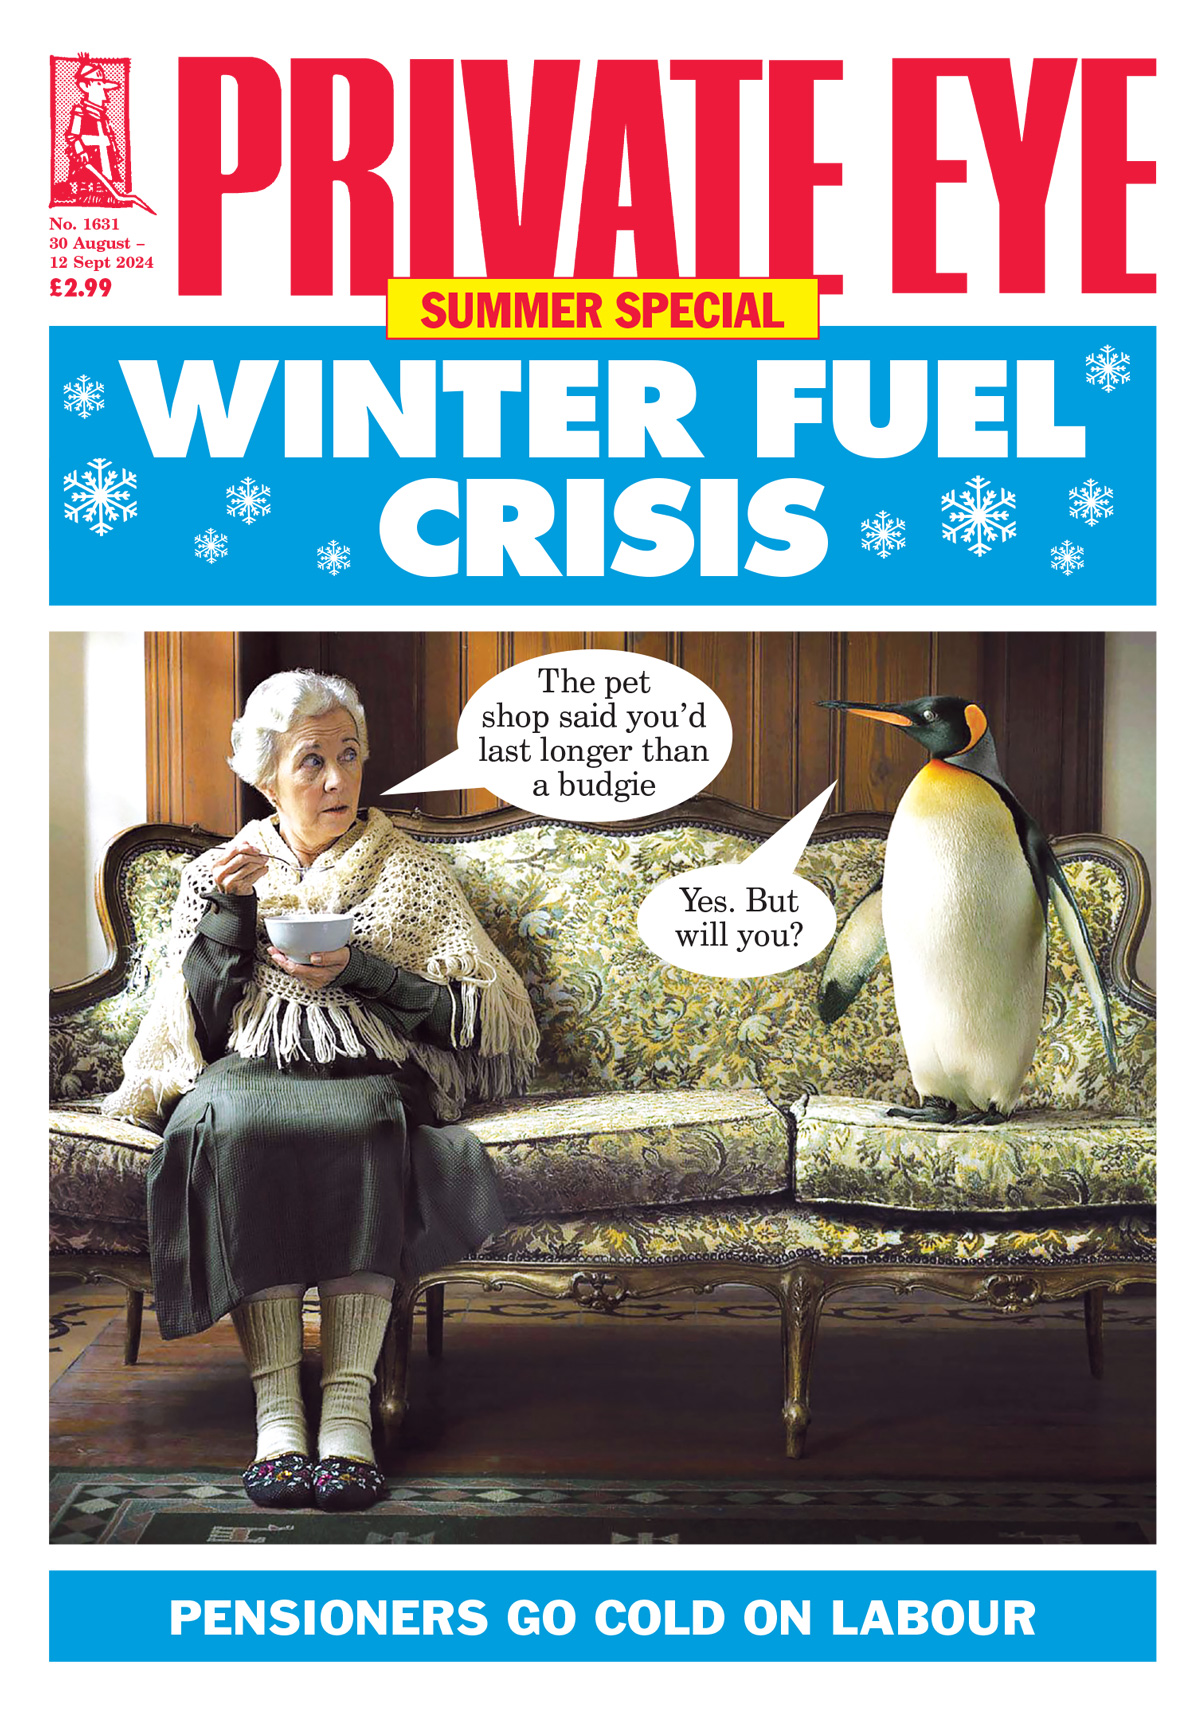 PRIVATE EYE
No. 1631
30 August –
12 Sept 2024
£2.99
SUMMER SPECIAL
WINTER FUEL
CRISIS
The pet
shop said you’d
last longer than
a budgie
Yes. But
will you?
PENSIONERS GO COLD ON LABOUR